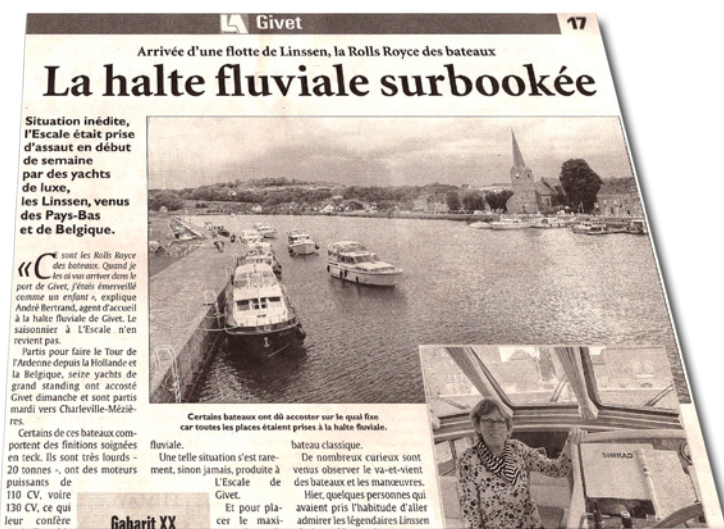 LA Givet
17
Arrivée d'une flotte de Linssen, la Rolls Royce des bateaux
La halte fluviale surbookée
Situation inédite,
l'Escale était prise
d'assaut en début
de semaine
par des yachts
de luxe,
les Linssen, venus
des Pays-Bas
et de Belgique.
«CE sont les Rolls Royce
des bateaux. Quand je
les ai vus arriver dans le
port de Givet, j'étais émerveillé
comme un enfant », explique
André Bertrand, agent d'accueil
à la halte fluviale de Givet. Le
saisonnier à L'Escale n'en
revient pas.
Partis pour faire le Tour de
l'Ardenne depuis la Hollande et
la Belgique, seize yachts de
grand standing ont accosté
Givet dimanche et sont partis
mardi vers Charleville-Méziè-
res.
Certains de ces bateaux com-
portent des finitions soignées
en teck. Ils sont très lourds -
20 tonnes -, ont des moteurs
puissants de
110 CV, voire
130 CV, ce qui
leur confère
Certains bateaux ont dû accoster sur le quai fixe
car toutes les places étaient prises à la halte fluviale.
fluviale.
Une telle situation s'est rare-
ment, sinon jamais, produite à
L'Escale de
Givet.
Et pour pla-
cer le maxi-
Gabarit XX
bateau classique.
De nombreux curieux sont
venus observer le va-et-vient
des bateaux et les manœuvres.
Hier, quelques personnes qui
avaient pris l'habitude d'aller
admirer les légendaires Linssen
SIMRAD